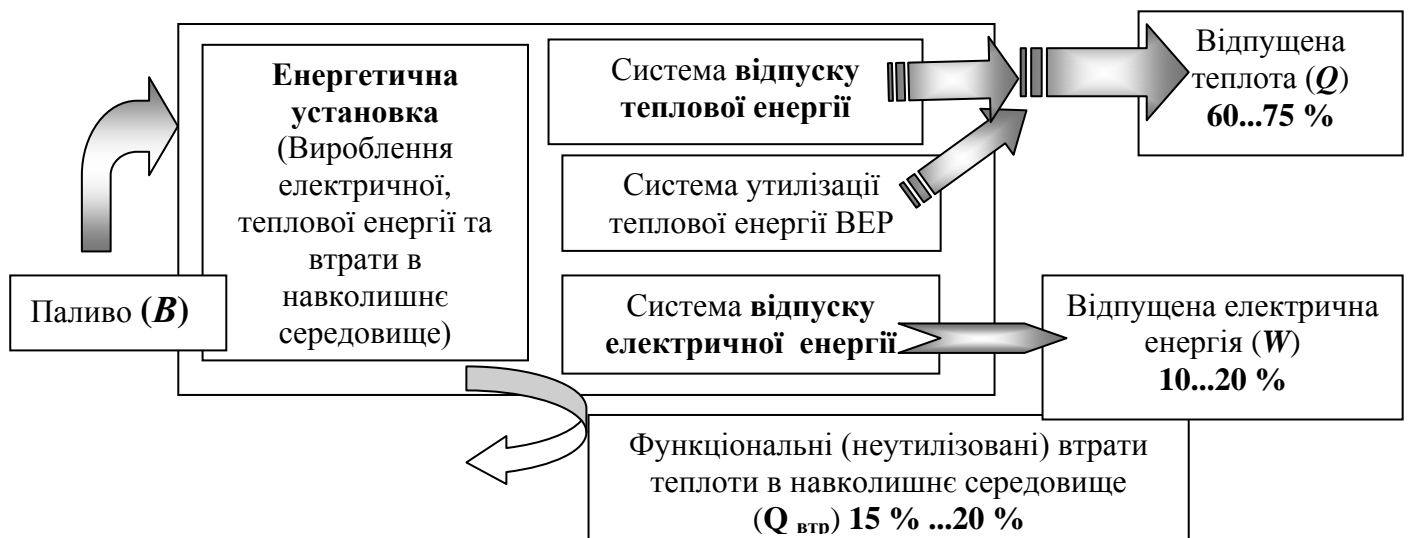 Паливо (B)
Енергетична
установка
(Вироблення
електричної,
теплової енергії та
втрати в
навколишнє
середовище)
Система відпуску
теплової енергії
Система утилізації
теплової енергії ВЕР
Система відпуску
електричної енергії
Відпущена
теплота (Q)
60...75 %
Відпущена електрична
енергія (W)
10...20 %
Функціональні (неутилізовані) втрати
теплоти в навколишнє середовище
(Q втр) 15 % ...20 %